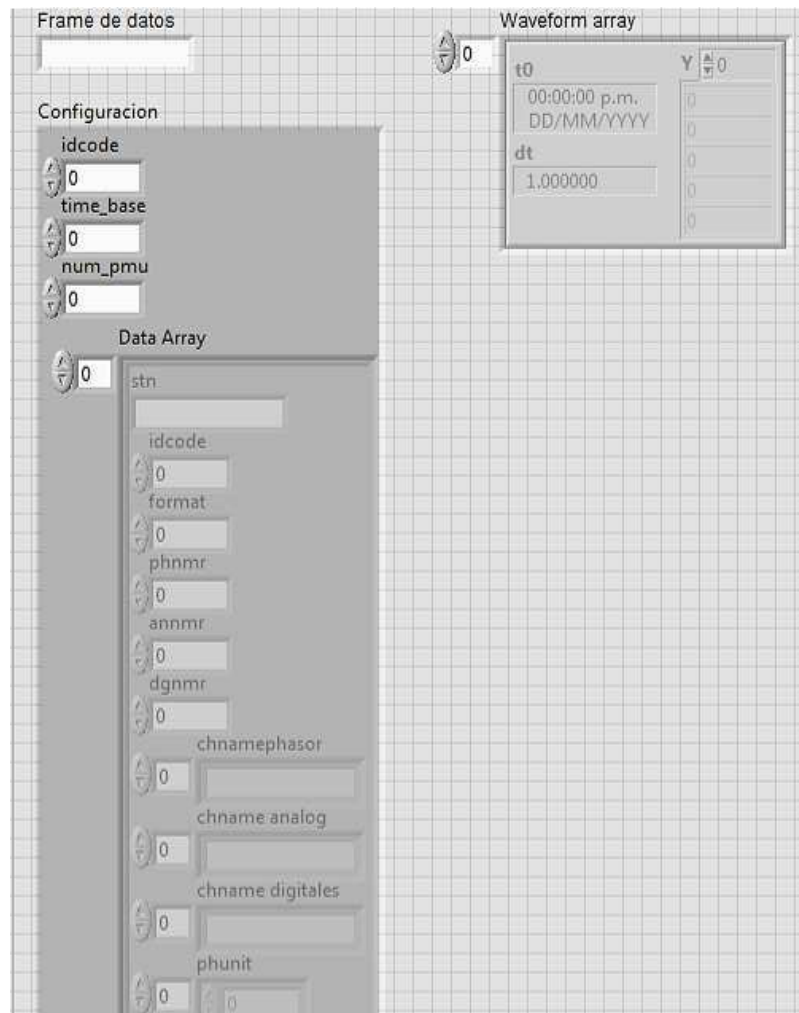 Frame de datos
Configuracion
idcode
0
time_base
0
num_pmu
0
Data Array
0
stn
idcode
0
format
0
phnmr
0
annmr
0
dgnmr
0
chnamephasor
0
chname analog
0
chname digitales
0
phunit
0
0
Waveform array
0
t0
00:00:00 p.m.
DD/MM/YYYY
dt
1.000000
Y
0
0
0
0
0
0